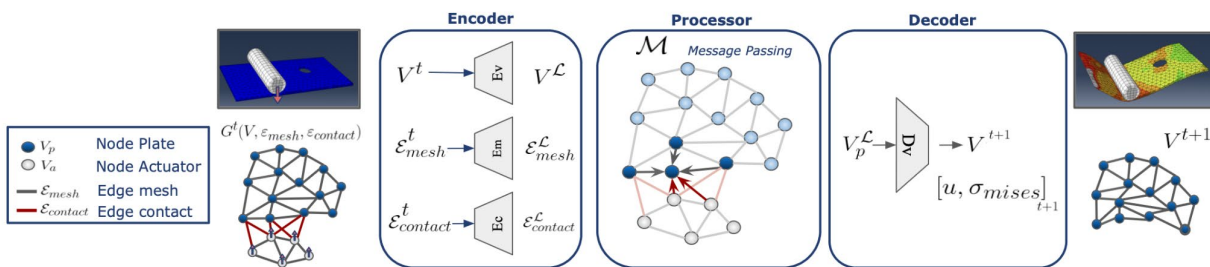 Encoder
Processor
Decoder
G^t(V, ε_mesh, ε_contact)
V_p Node Plate
V_a Node Actuator
ε_mesh Edge mesh
ε_contact Edge contact
V^t Ev V^ℒ
ε^t_mesh Em ε^ℒ_mesh
ε^t_contact Ec ε^ℒ_contact
ℳ Message Passing
V_p^ℒ Dv V^{t+1}
[u, σ_mises]_{t+1}
V^{t+1}